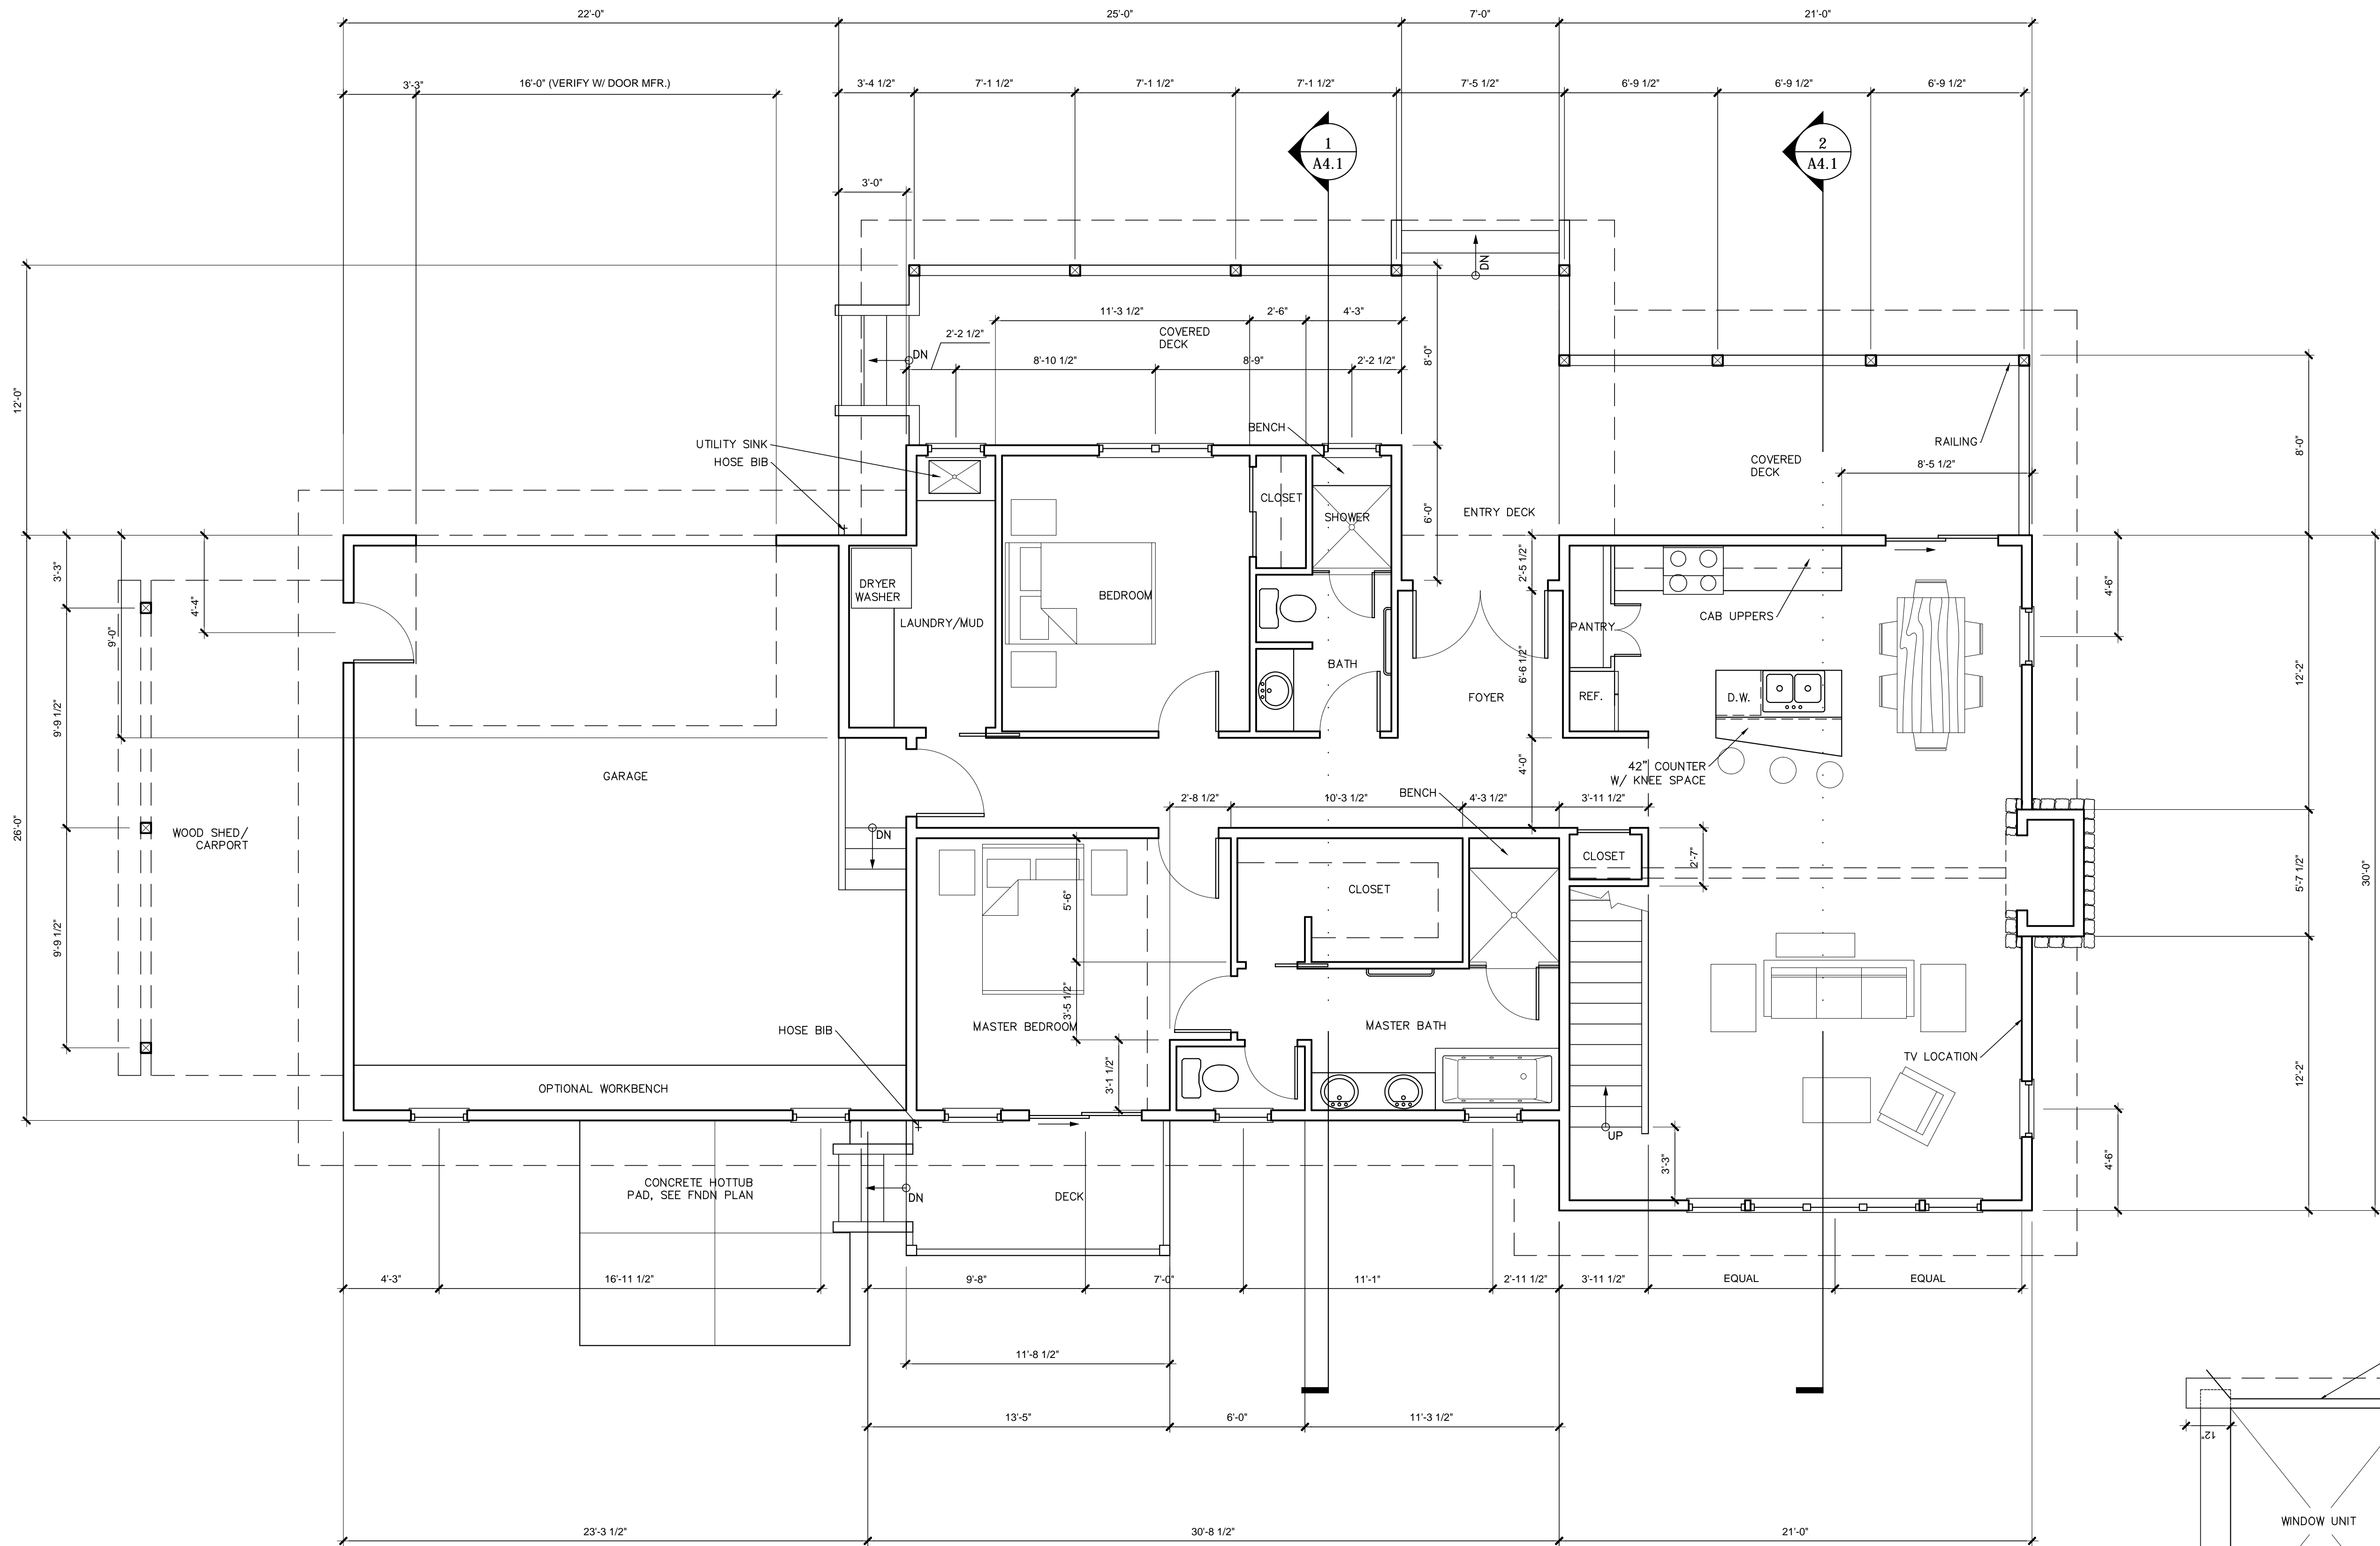 22'-0"
25'-0"
7'-0"
21'-0"
3'-3"
16'-0" (VERIFY W/ DOOR MFR.)
3'-4 1/2"
7'-1 1/2"
7'-1 1/2"
7'-1 1/2"
7'-5 1/2"
6'-9 1/2"
6'-9 1/2"
6'-9 1/2"
1
A4.1
2
A4.1
3'-0"
DN
11'-3 1/2"
2'-6"
4'-3"
2'-2 1/2"
COVERED
DECK
DN
8'-10 1/2"
8'-9"
2'-2 1/2"
8'-0"
12'-0"
BENCH
UTILITY SINK
HOSE BIB
RAILING
COVERED
DECK
8'-5 1/2"
8'-0"
CLOSET
SHOWER
6'-0"
ENTRY DECK
3'-3"
4'-4"
9'-0"
2'-5 1/2"
4'-6"
DRYER
WASHER
BEDROOM
LAUNDRY/MUD
CAB UPPERS
PANTRY
BATH
6'-6 1/2"
FOYER
REF.
D.W.
12'-2"
9'-9 1/2"
42" COUNTER
W/ KNEE SPACE
4'-0"
GARAGE
BENCH
2'-8 1/2"
10'-3 1/2"
4'-3 1/2"
3'-11 1/2"
26'-0"
WOOD SHED/
CARPORT
DN
CLOSET
2'-7"
CLOSET
5'-6"
5'-7 1/2"
30'-0"
9'-9 1/2"
3'-5 1/2"
HOSE BIB
MASTER BEDROOM
MASTER BATH
TV LOCATION
3'-1 1/2"
OPTIONAL WORKBENCH
12'-2"
UP
3'-3"
4'-6"
CONCRETE HOTTUB
PAD, SEE FNDN PLAN
DN
DECK
4'-3"
16'-11 1/2"
9'-8"
7'-0"
11'-1"
2'-11 1/2"
3'-11 1/2"
EQUAL
EQUAL
11'-8 1/2"
13'-5"
6'-0"
11'-3 1/2"
12"
WINDOW UNIT
23'-3 1/2"
30'-8 1/2"
21'-0"